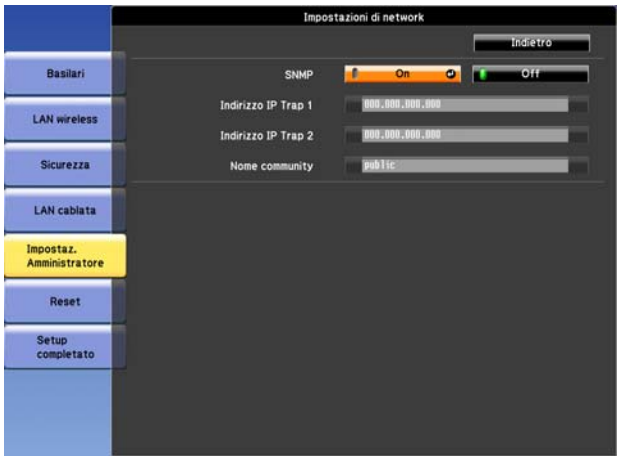 Impostazioni di network
Indietro
Basilari
SNMP On Off
Indirizzo IP Trap 1 000.000.000.000
LAN wireless
Indirizzo IP Trap 2 000.000.000.000
Sicurezza
Nome community public
LAN cablata
Impostaz.
Amministratore
Reset
Setup
completato